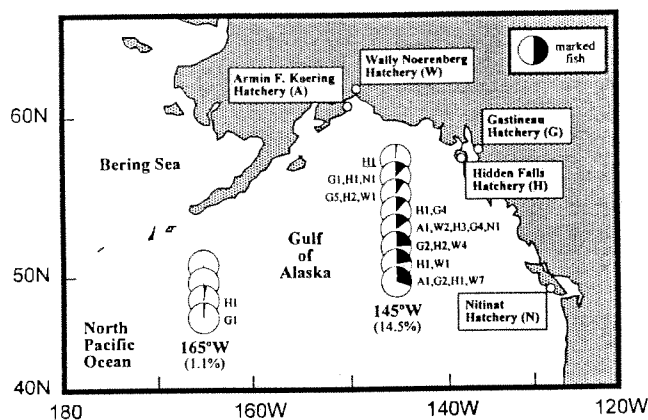 marked
fish
Wally Noerenberg
Hatchery (W)
Armin F. Koering
Hatchery (A)
60N
Gastineau
Hatchery (G)
Bering Sea
Hidden Falls
Hatchery (H)
H1
G1,H1,N1
G5,H2,W1
H1,G4
A1,W2,H3,G4,N1
G2,H2,W4
H1,W1
A1,G2,H1,W7
Gulf
of
Alaska
50N
H1
G1
145ºW
(14.5%)
Nitinat
Hatchery (N)
North
Pacific
Ocean
165ºW
(1.1%)
40N
180
160W
140W
120W